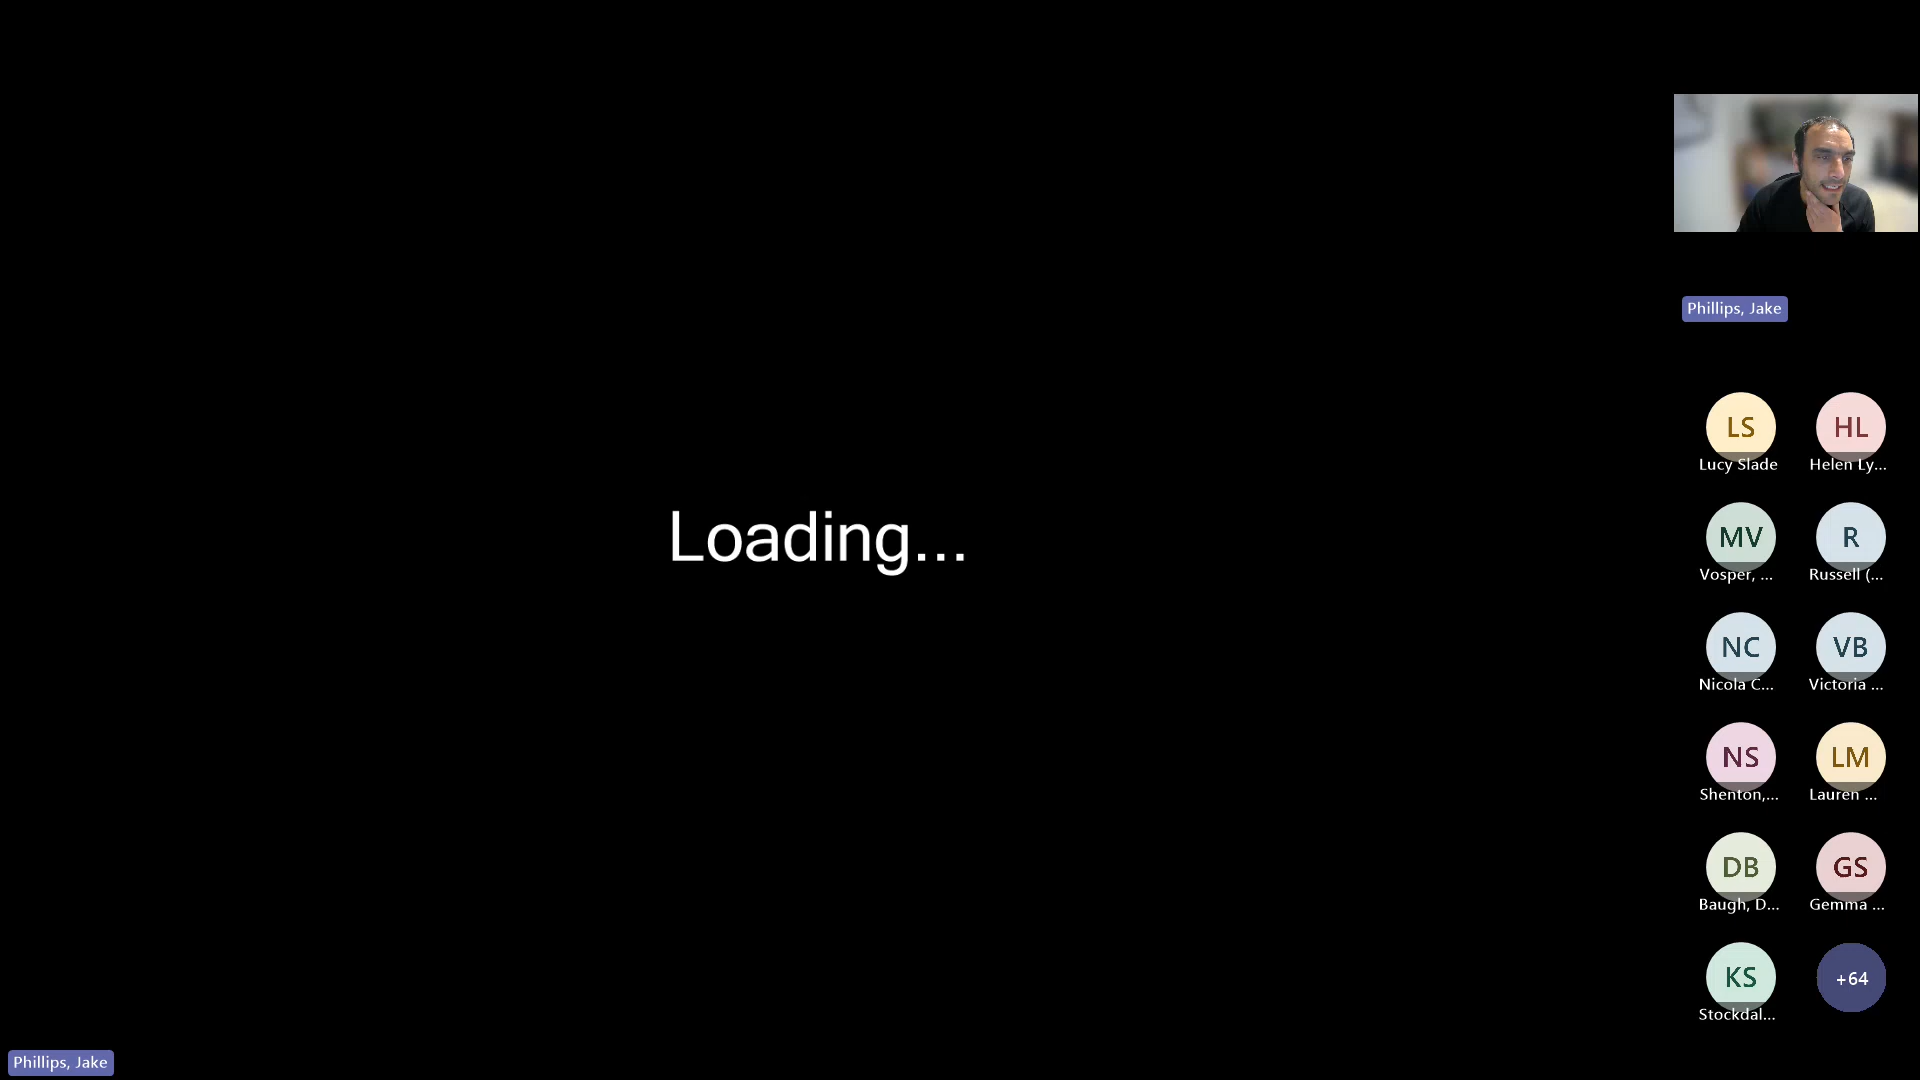 Loading...
Phillips, Jake
LS
HL
Lucy Slade
Helen Ly...
MV
R
Vosper, ...
Russell (...
NC
VB
Nicola C...
Victoria ...
NS
LM
Shenton,...
Lauren ...
DB
GS
Baugh, D...
Gemma ...
KS
+64
Stockdal...
Phillips, Jake